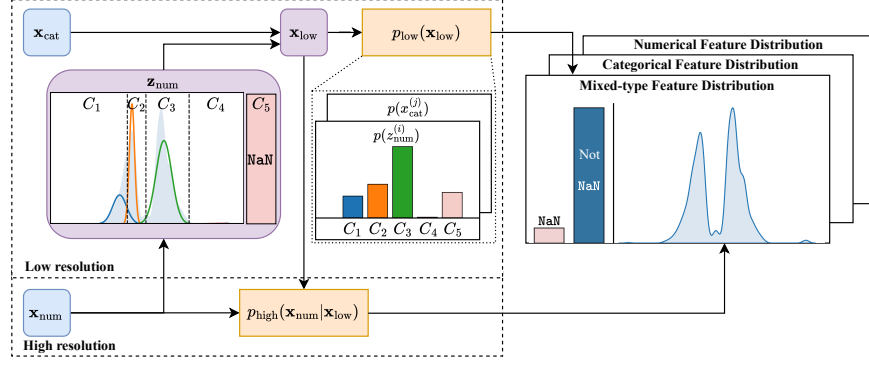 x_cat
x_low
p_low(x_low)
Numerical Feature Distribution
Categorical Feature Distribution
Mixed-type Feature Distribution
z_num
C_1 C_2 C_3 C_4 C_5
NaN
p(x_cat^(j))
p(z_num^(i))
C_1 C_2 C_3 C_4 C_5
NaN
Not
NaN
Low resolution
x_num
p_high(x_num|x_low)
High resolution